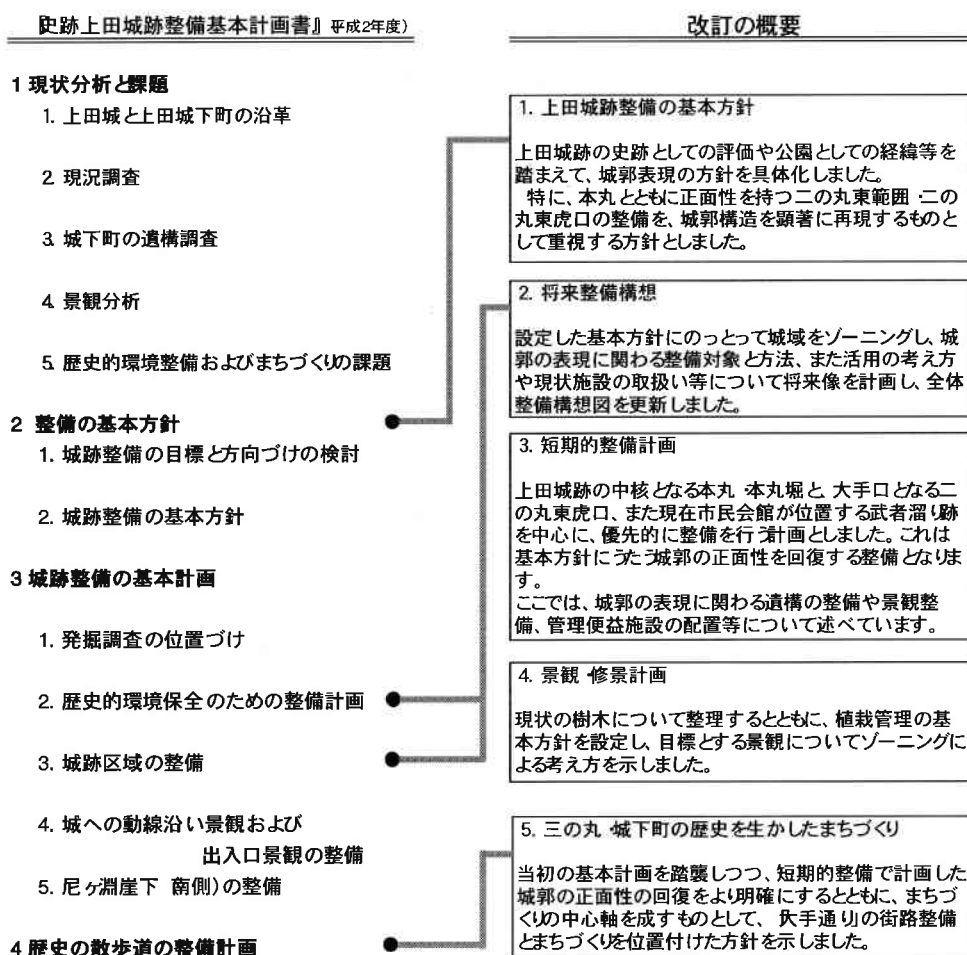 『史跡上田城跡整備基本計画書』平成2年度）
1 現状分析と課題
1. 上田城と上田城下町の沿革
2. 現況調査
3. 城下町の遺構調査
4. 景観分析
5. 歴史的環境整備およびまちづくりの課題
2 整備の基本方針
1. 城跡整備の目標と方向づけの検討
2. 城跡整備の基本方針
3 城跡整備の基本計画
1. 発掘調査の位置づけ
2. 歴史的環境保全のための整備計画
3. 城跡区域の整備
4. 城への動線沿い景観および
出入口景観の整備
5. 尼ヶ淵崖下 南側）の整備
4 歴史の散歩道の整備計画
改訂の概要
1. 上田城跡整備の基本方針
上田城跡の史跡としての評価や公園としての経緯等を
踏まえて、城郭表現の方針を具体化しました。
特に、本丸とともに正面性を持つ二の丸東範囲・二の
丸東虎口の整備を、城郭構造を顕著に再現するものと
して重視する方針としました。
2. 将来整備構想
設定した基本方針にのっとって城域をゾーニングし、城
郭の表現に関わる整備対象と方法、また活用の考え方
や現状施設の取扱い等について将来像を計画し、全体
整備構想図を更新しました。
3. 短期的整備計画
上田城跡の中核となる本丸・本丸堀と、大手口となる二
の丸東虎口、また現在市民会館が位置する武者溜り跡
を中心に、優先的に整備を行う計画としました。これは
基本方針にうたう城郭の正面性を回復する整備となりま
す。
ここでは、城郭の表現に関わる遺構の整備や景観整
備、管理便益施設の配置等について述べています。
4. 景観・修景計画
現状の樹木について整理するとともに、植栽管理の基
本方針を設定し、目標とする景観についてゾーニングに
よる考え方を示しました。
5. 三の丸・城下町の歴史を生かしたまちづくり
当初の基本計画を踏襲しつつ、短期的整備で計画した
城郭の正面性の回復をより明確にするとともに、まちづ
くりの中心軸を成すものとして、「大手通り」の街路整備
とまちづくりを位置付けた方針を示しました。